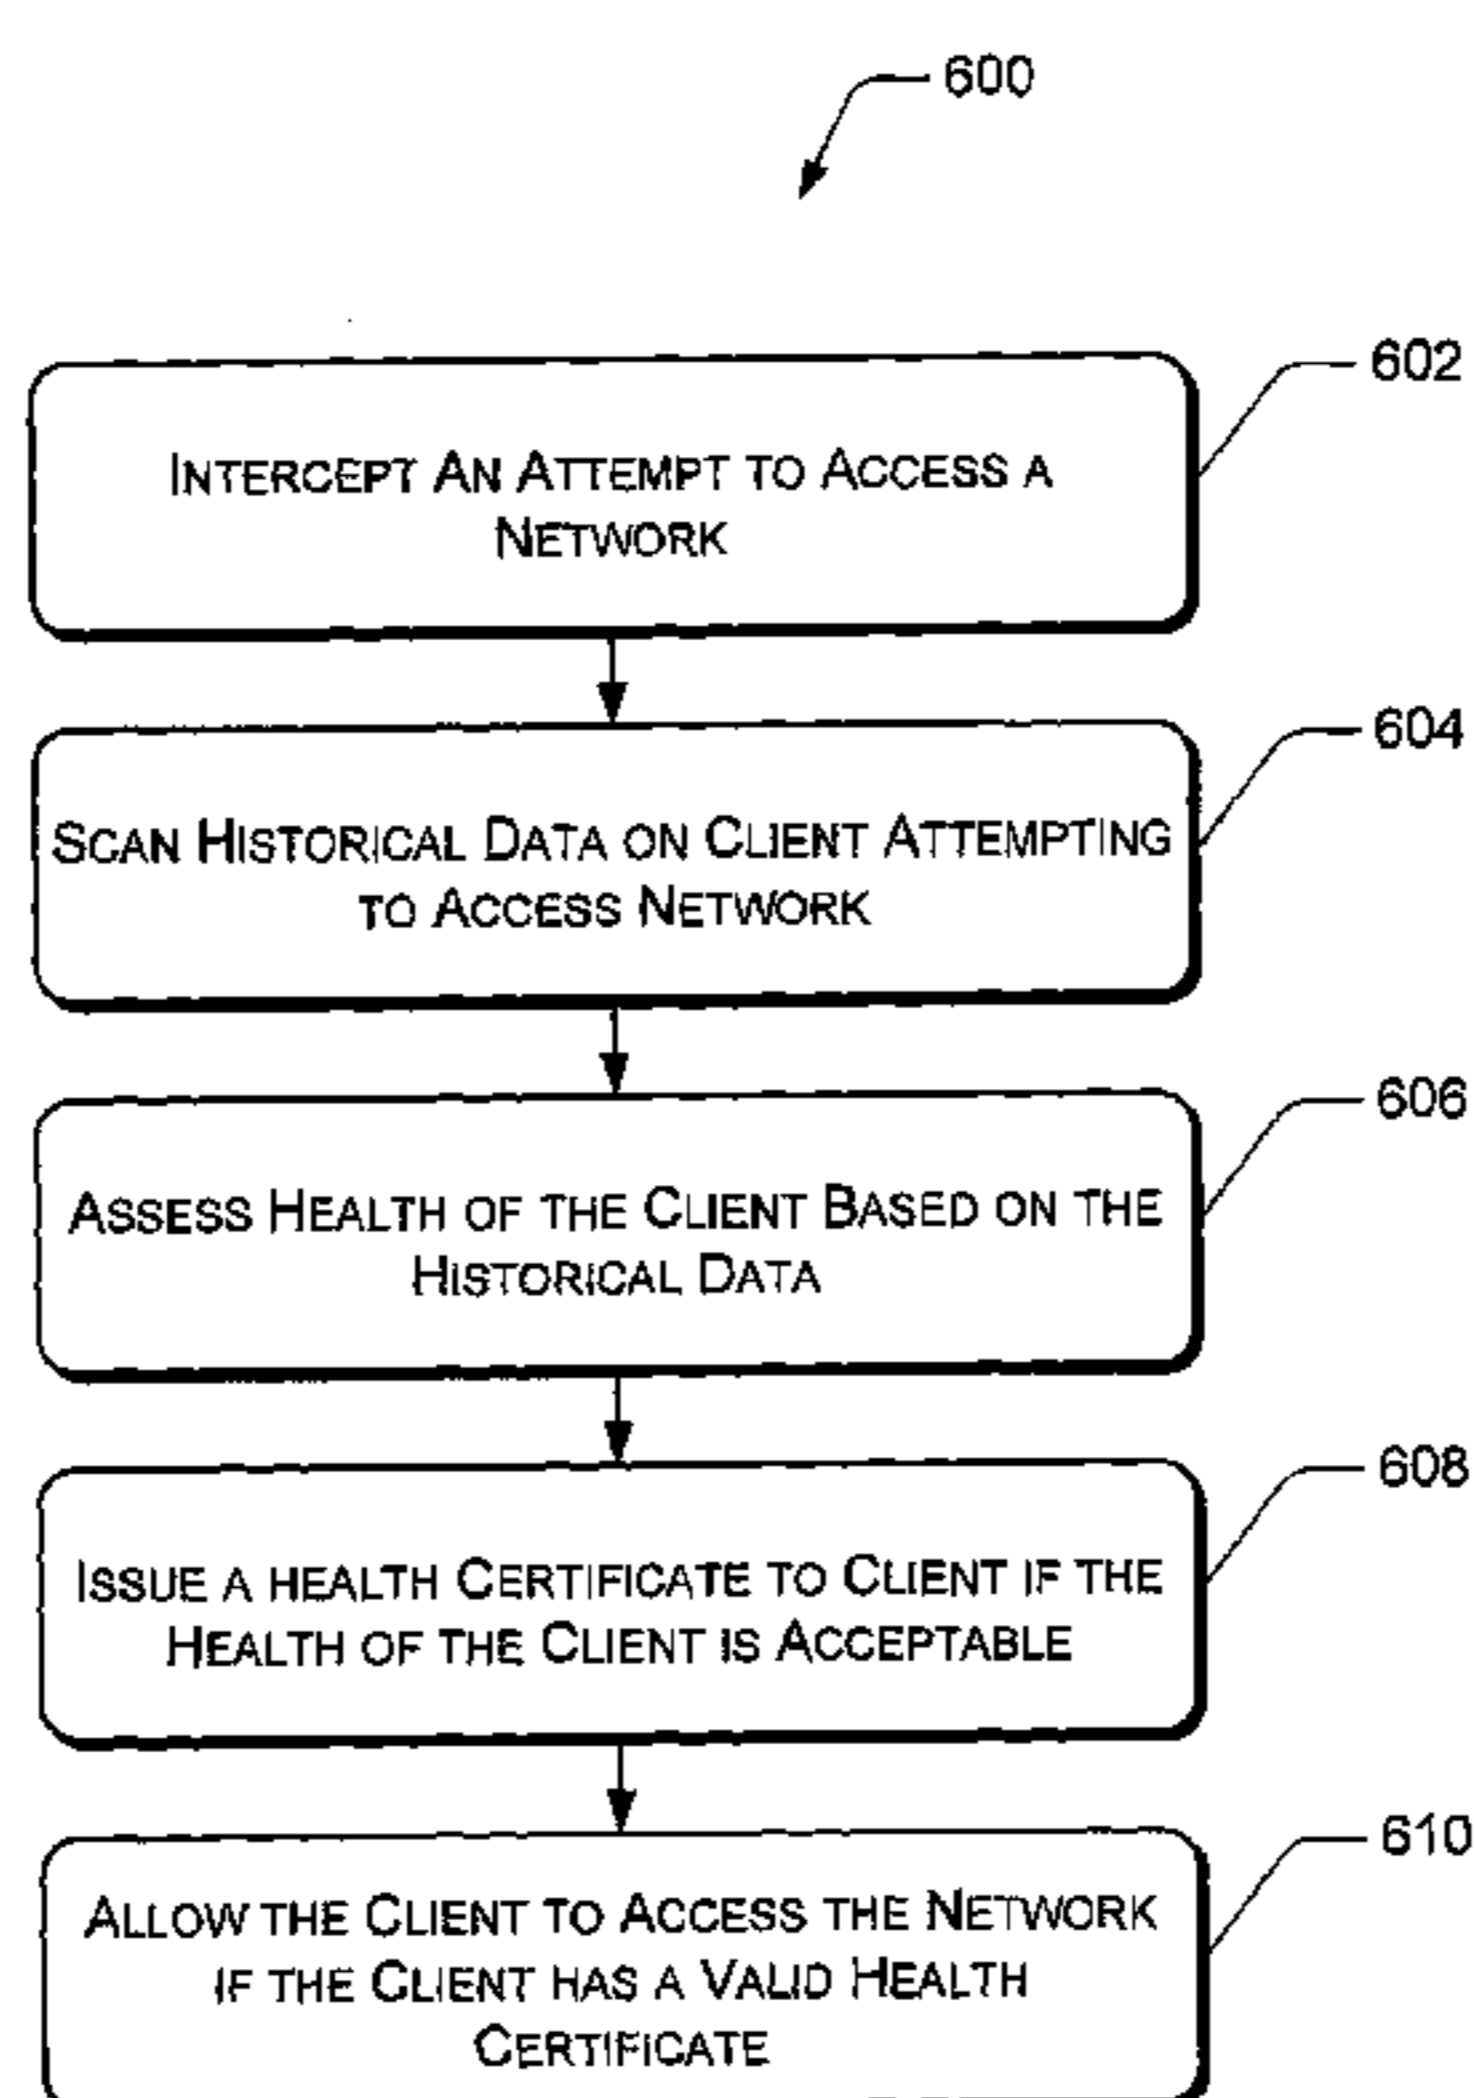 600
602
INTERCEPT AN ATTEMPT TO ACCESS A
NETWORK
604
SCAN HISTORICAL DATA ON CLIENT ATTEMPTING
TO ACCESS NETWORK
606
ASSESS HEALTH OF THE CLIENT BASED ON THE
HISTORICAL DATA
608
ISSUE A HEALTH CERTIFICATE TO CLIENT IF THE
HEALTH OF THE CLIENT IS ACCEPTABLE
610
ALLOW THE CLIENT TO ACCESS THE NETWORK
IF THE CLIENT HAS A VALID HEALTH
CERTIFICATE